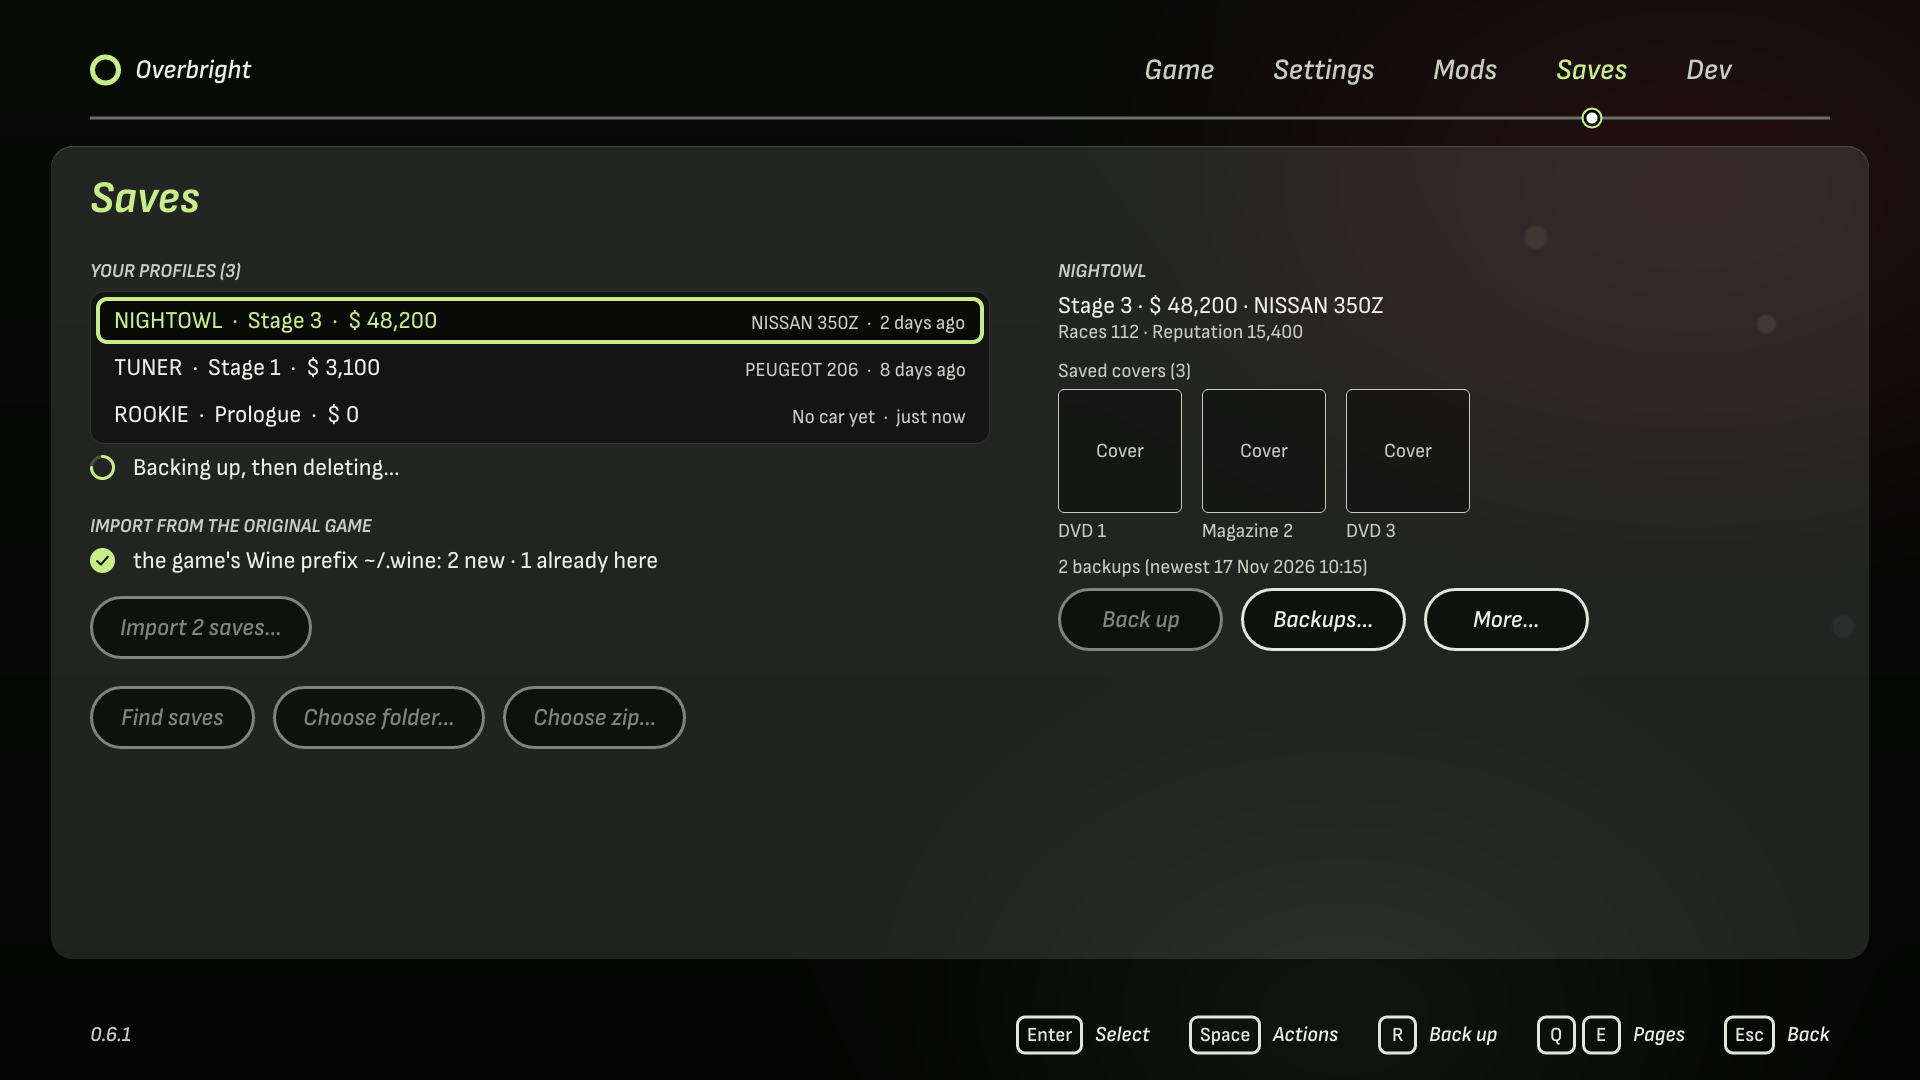 Overbright
Game Settings Mods Saves Dev
Saves
YOUR PROFILES (3)
NIGHTOWL · Stage 3 · $ 48,200 NISSAN 350Z · 2 days ago
TUNER · Stage 1 · $ 3,100 PEUGEOT 206 · 8 days ago
ROOKIE · Prologue · $ 0 No car yet · just now
Backing up, then deleting...
IMPORT FROM THE ORIGINAL GAME
the game's Wine prefix ~/.wine: 2 new · 1 already here
Import 2 saves...
Find saves Choose folder... Choose zip...
NIGHTOWL
Stage 3 · $ 48,200 · NISSAN 350Z
Races 112 · Reputation 15,400
Saved covers (3)
Cover Cover Cover
DVD 1 Magazine 2 DVD 3
2 backups (newest 17 Nov 2026 10:15)
Back up Backups... More...
0.6.1
Enter Select Space Actions R Back up Q E Pages Esc Back